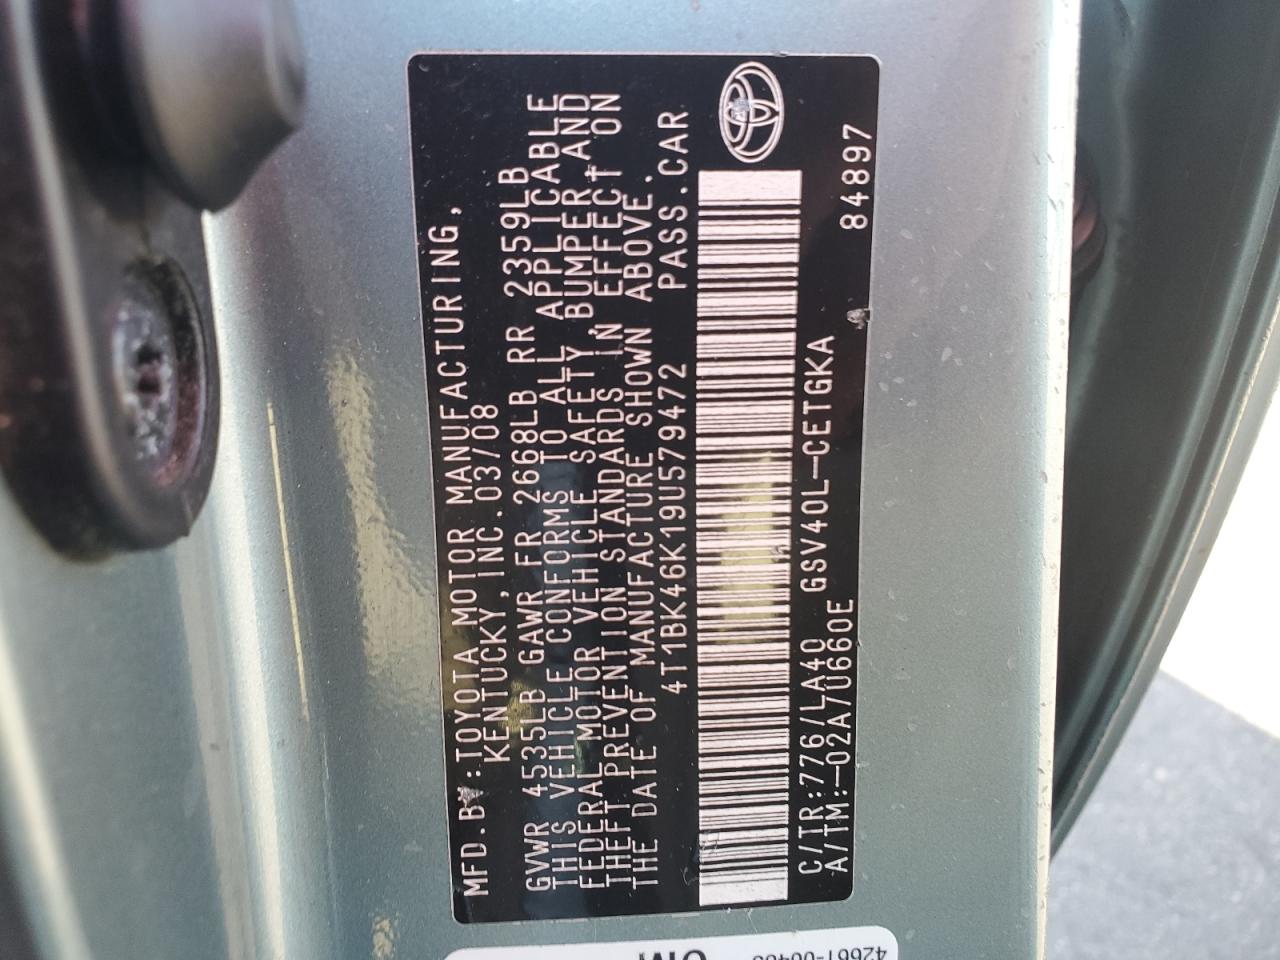 MFD.BY:TOYOTA MOTOR MANUFACTURING,
KENTUCKY,INC.03/08
GVWR 4535LB GAWR FR 2668LB RR 2359LB
THIS VEHICLE CONFORMS TO ALL APPLICABLE
FEDERAL MOTOR VEHICLE SAFETY,BUMPER,AND
THEFT PREVENTION STANDARDS IN EFFECT ON
THE DATE OF MANUFACTURE SHOWN ABOVE.
4T1BK46K19U579472 PASS.CAR
C/TR:776/LA40 GSV40L-CETGKA 84897
A/TM:-02A/U660E